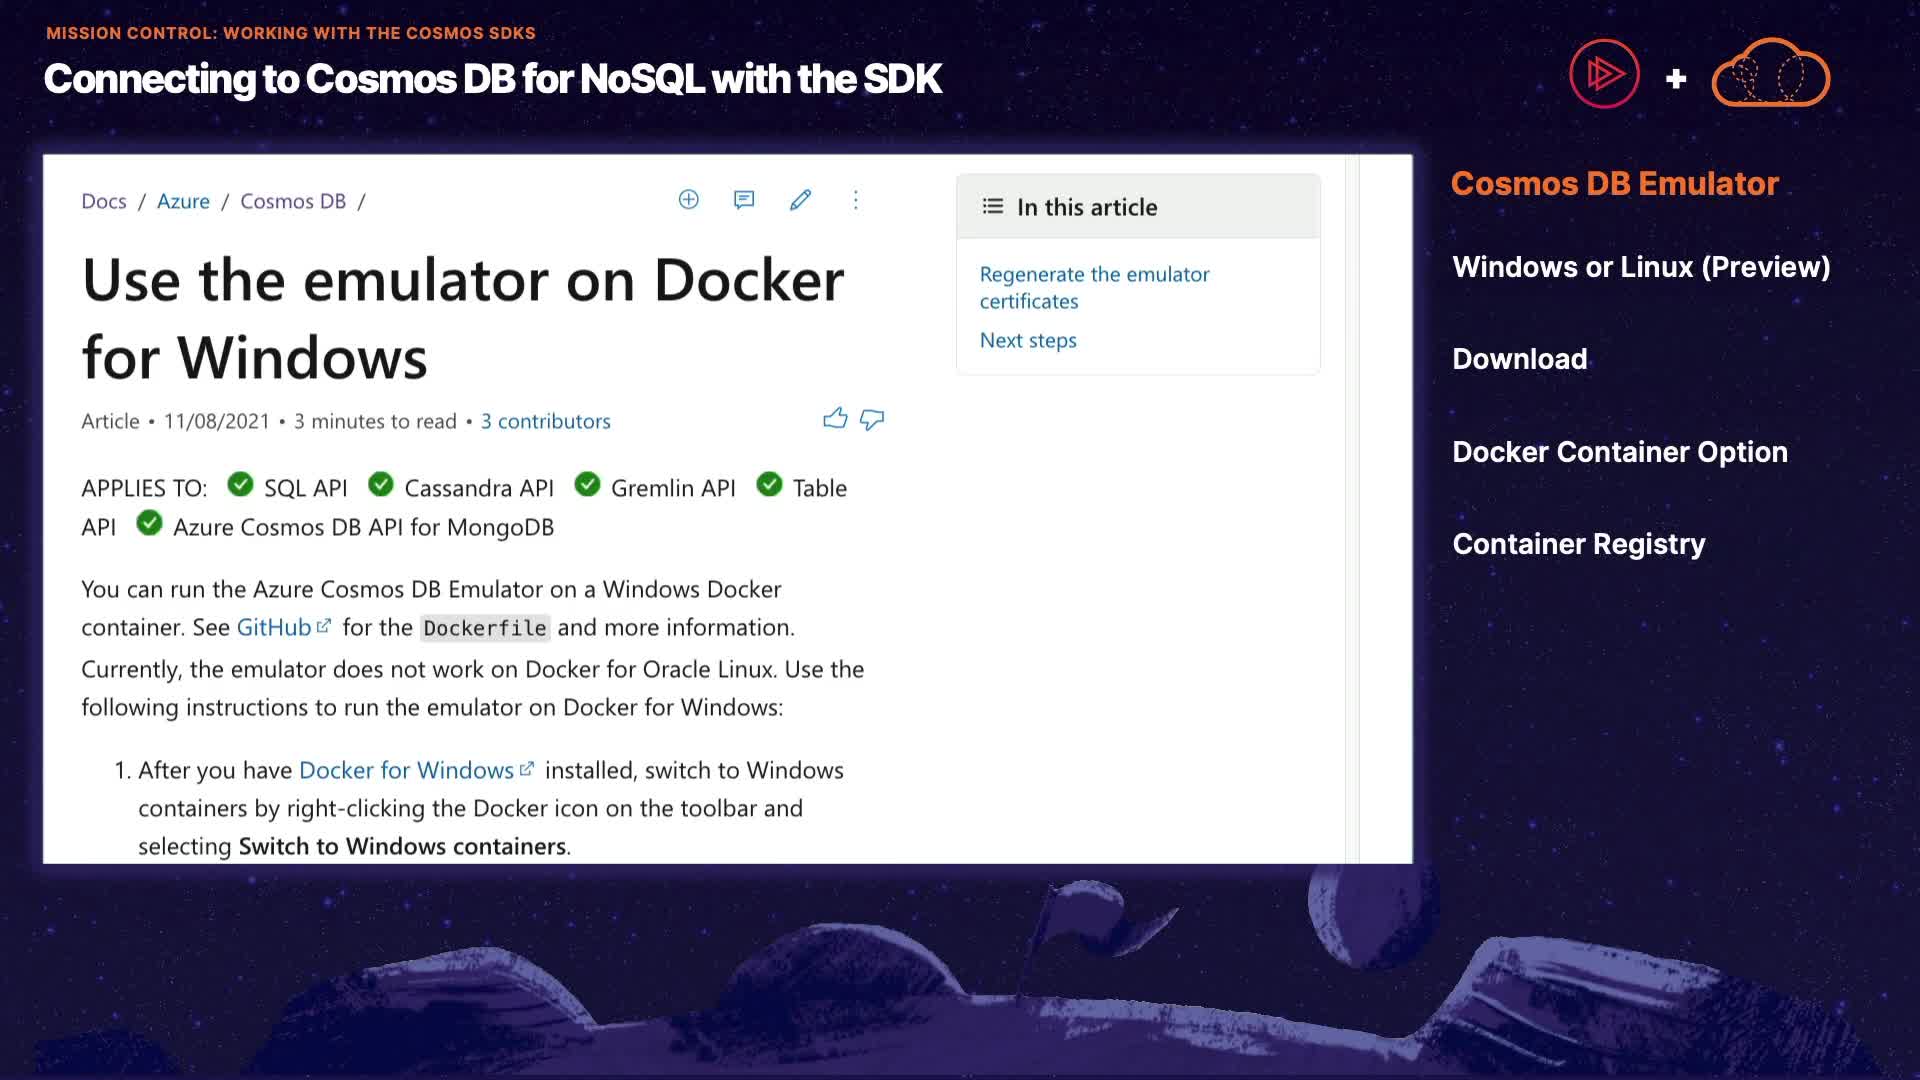 MISSION CONTROL: WORKING WITH THE COSMOS SDKS
Connecting to Cosmos DB for NoSQL with the SDK
Docs / Azure / Cosmos DB /
Use the emulator on Docker
for Windows
Article • 11/08/2021 • 3 minutes to read • 3 contributors
APPLIES TO: SQL API Cassandra API Gremlin API Table
API Azure Cosmos DB API for MongoDB
You can run the Azure Cosmos DB Emulator on a Windows Docker
container. See GitHub for the Dockerfile and more information.
Currently, the emulator does not work on Docker for Oracle Linux. Use the
following instructions to run the emulator on Docker for Windows:
1. After you have Docker for Windows installed, switch to Windows
containers by right-clicking the Docker icon on the toolbar and
selecting Switch to Windows containers.
In this article
Regenerate the emulator
certificates
Next steps
Cosmos DB Emulator
Windows or Linux (Preview)
Download
Docker Container Option
Container Registry